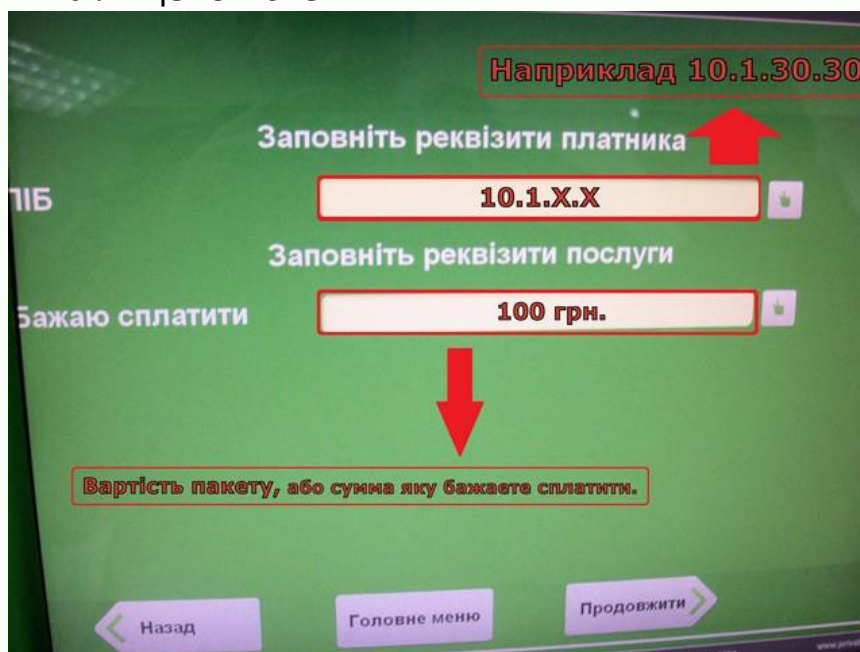 Наприклад 10.1.30.30
Заповніть реквізити платника
ПІБ
10.1.X.X
Заповніть реквізити послуги
Бажаю сплатити
100 грн.
Вартість пакету, або сумма яку бажаєте сплатити.
Назад
Головне меню
Продовжити